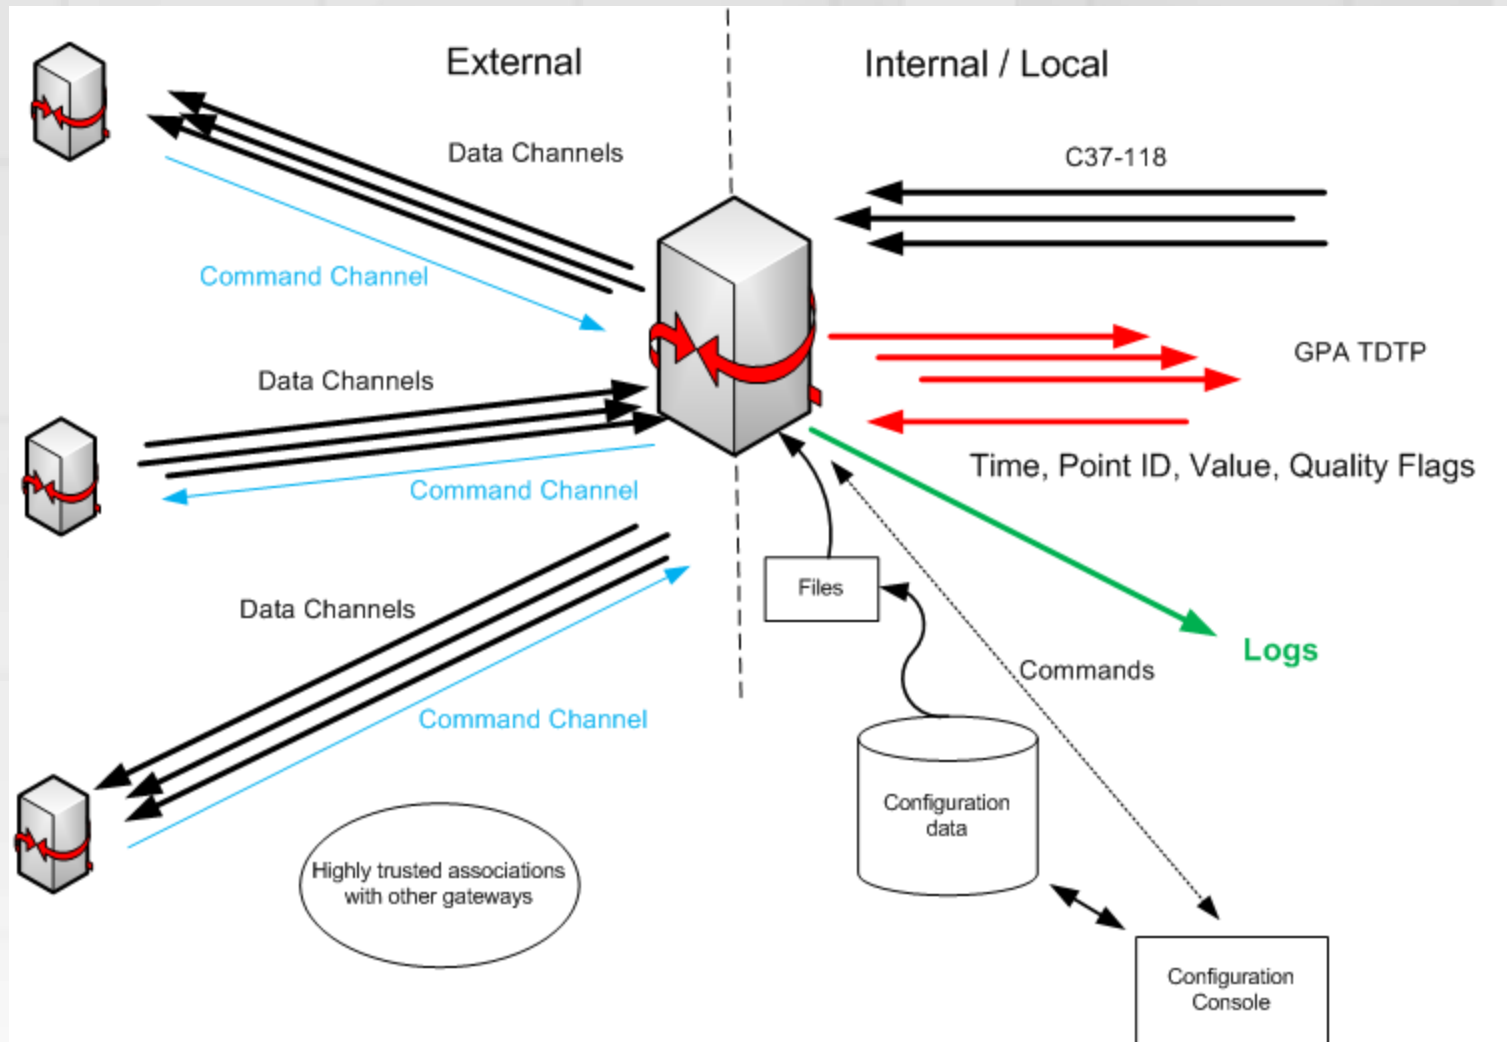 External
Internal / Local
Data Channels
C37-118
Command Channel
GPA TDTP
Data Channels
Time, Point ID, Value, Quality Flags
Command Channel
Files
Data Channels
Logs
Commands
Command Channel
Configuration
data
Highly trusted associations
with other gateways
Configuration
Console